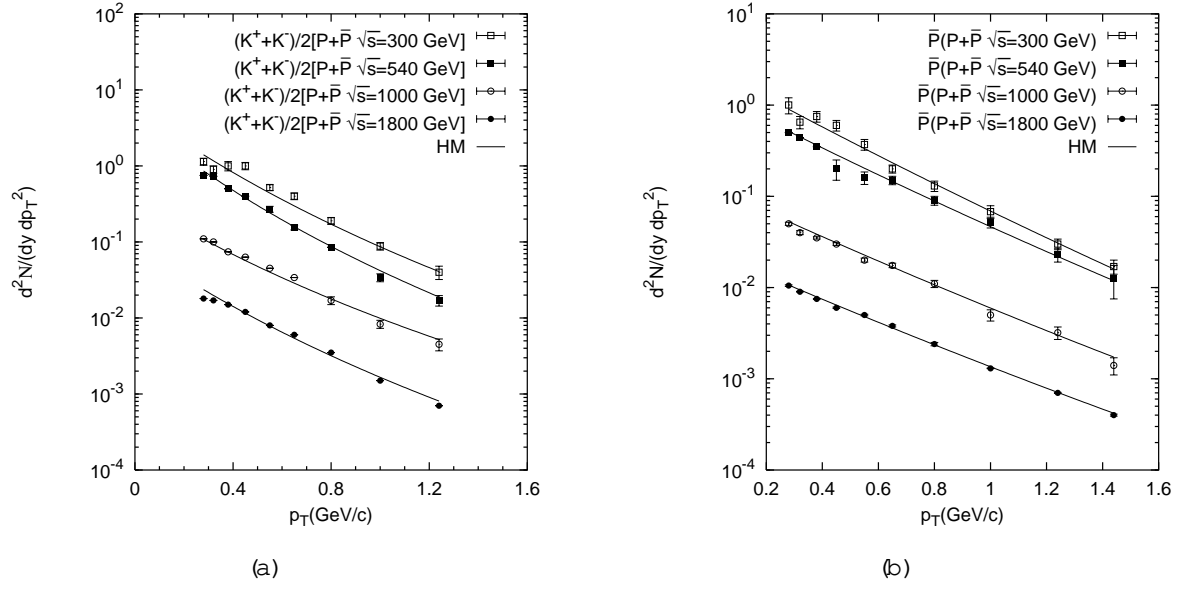 10^2
10^1
10^0
10^-1
10^-2
10^-3
10^-4
0
0.4
0.8
1.2
1.6
d^2N/(dy dp_T^2)
p_T(GeV/c)
(K^+ +K^-)/2[P+P̄ √s=300 GeV]
(K^+ +K^-)/2[P+P̄ √s=540 GeV]
(K^+ +K^-)/2[P+P̄ √s=1000 GeV]
(K^+ +K^-)/2[P+P̄ √s=1800 GeV]
HM
(a)
10^1
10^0
10^-1
10^-2
10^-3
10^-4
0.2
0.4
0.6
0.8
1
1.2
1.4
1.6
d^2N/(dy dp_T^2)
p_T(GeV/c)
P̄(P+P̄ √s=300 GeV)
P̄(P+P̄ √s=540 GeV)
P̄(P+P̄ √s=1000 GeV)
P̄(P+P̄ √s=1800 GeV)
HM
(b)